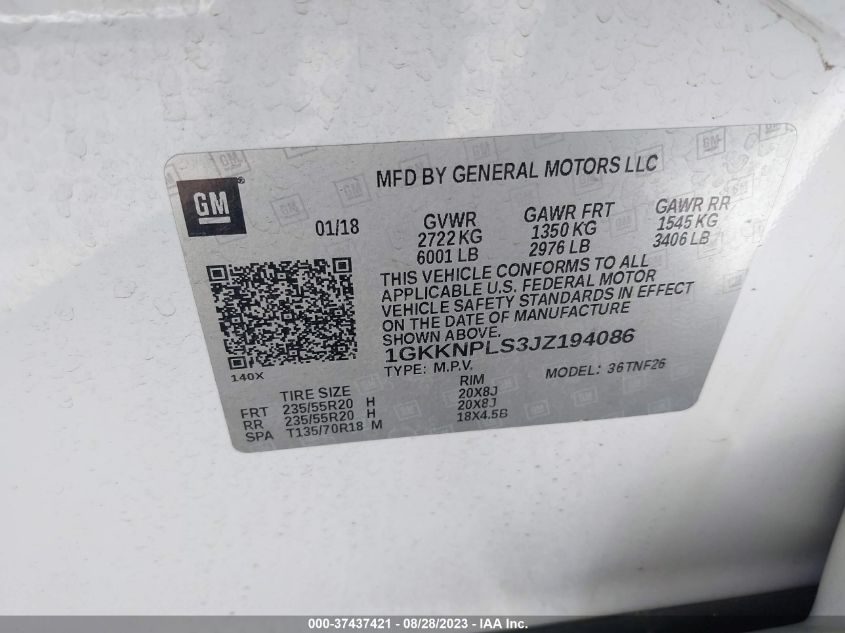 GM
MFD BY GENERAL MOTORS LLC
01/18
GVWR
2722 KG
6001 LB
GAWR FRT
1350 KG
2976 LB
GAWR RR
1545 KG
3406 LB
THIS VEHICLE CONFORMS TO ALL
APPLICABLE U.S. FEDERAL MOTOR
VEHICLE SAFETY STANDARDS IN EFFECT
ON THE DATE OF MANUFACTURE
SHOWN ABOVE.
1GKKNPLS3JZ194086
TYPE: M.P.V.
MODEL: 36TNF26
140X
TIRE SIZE
RIM
FRT 235/55R20 H 20X8J
RR 235/55R20 H 20X8J
SPA T135/70R18 M 18X4.5B
000-37437421 - 08/28/2023 - IAA Inc.